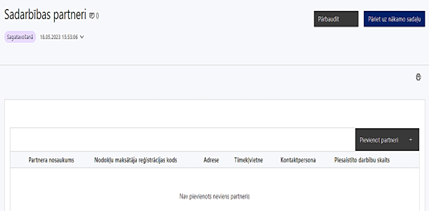 Sadarbības partneri
Pārbaudīt
Pāriet uz nākamo sadaļu
Sagatavošanā
16.05.2023 15:53:06
Pievienot partneri
Partnera nosaukums Nodokļu maksātāja reģistrācijas kods Adrese Tīmekļvietne Kontaktpersona Piesaistīto darbību skaits
Nav pievienots neviens partneris